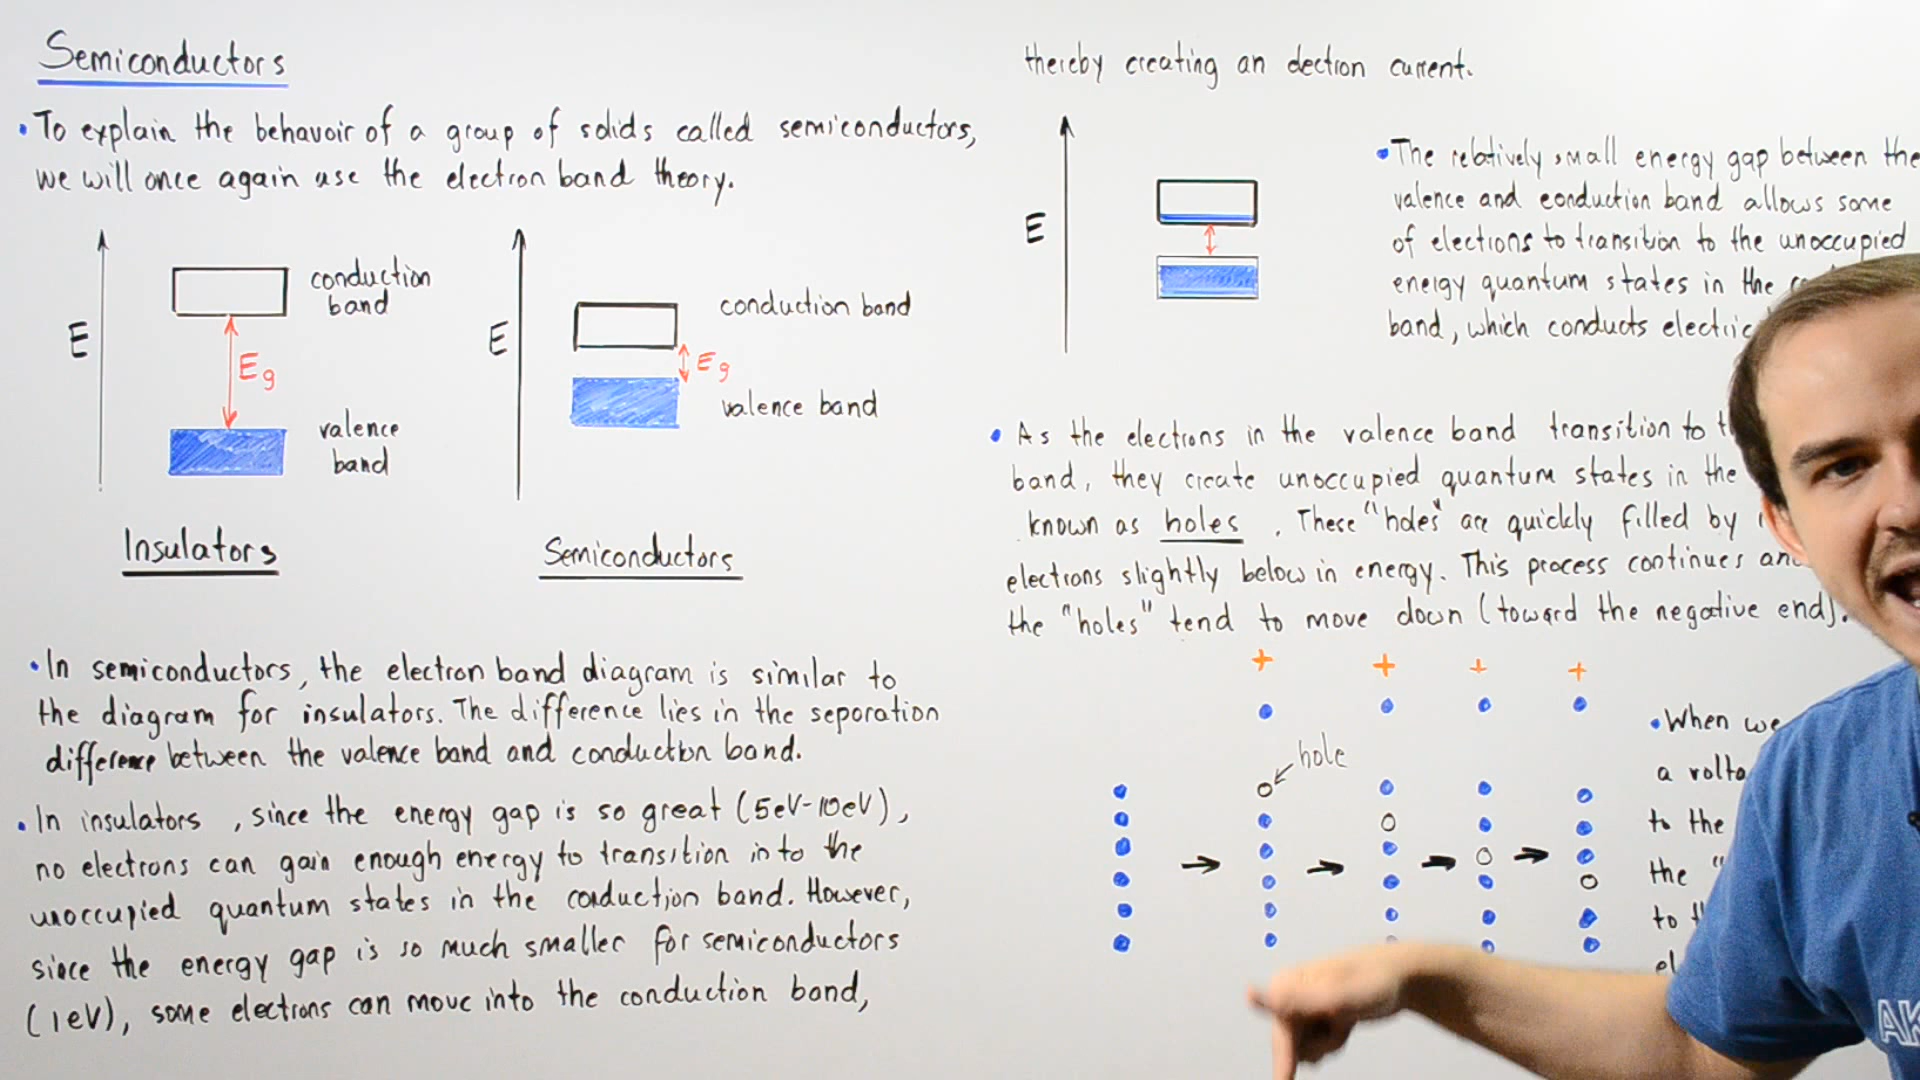 Semiconductors
• To explain the behavoir of a group of solids called semiconductors,
we will once again use the electron band theory.
E
conduction
band
Eg
valence
band
Insulators
E
conduction band
Eg
valence band
Semiconductors
• In semiconductors, the electron band diagram is similar to
the diagram for insulators. The difference lies in the seporation
difference between the valence band and conduction band.
• In insulators, since the energy gap is so great (5eV-10eV),
no electrons can gain enough energy to transition into the
unoccupied quantum states in the conduction band. However,
since the energy gap is so much smaller for semiconductors
(1eV), some electrons can move into the conduction band,
thereby creating an electron current.
E
• The relatively small energy gap between the
valence and conduction band allows some
of electrons to transition to the unoccupied
energy quantum states in the
band, which conducts electric
• As the electrons in the valence band transition to
band, they create unoccupied quantum states in the
known as holes. These "holes" are quickly filled by
electrons slightly below in energy. This process continues
the "holes" tend to move down (toward the negative end).
+ + + +
hole
• When we
a volta
to the
the "
to
el
AK